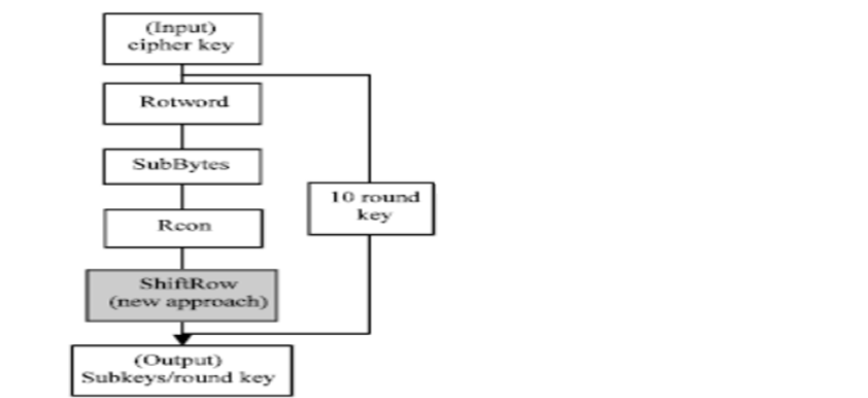 (Input)
cipher key
Rotword
SubBytes
10 round
key
Rcon
ShiftRow
(new approach)
(Output)
Subkeys/round key